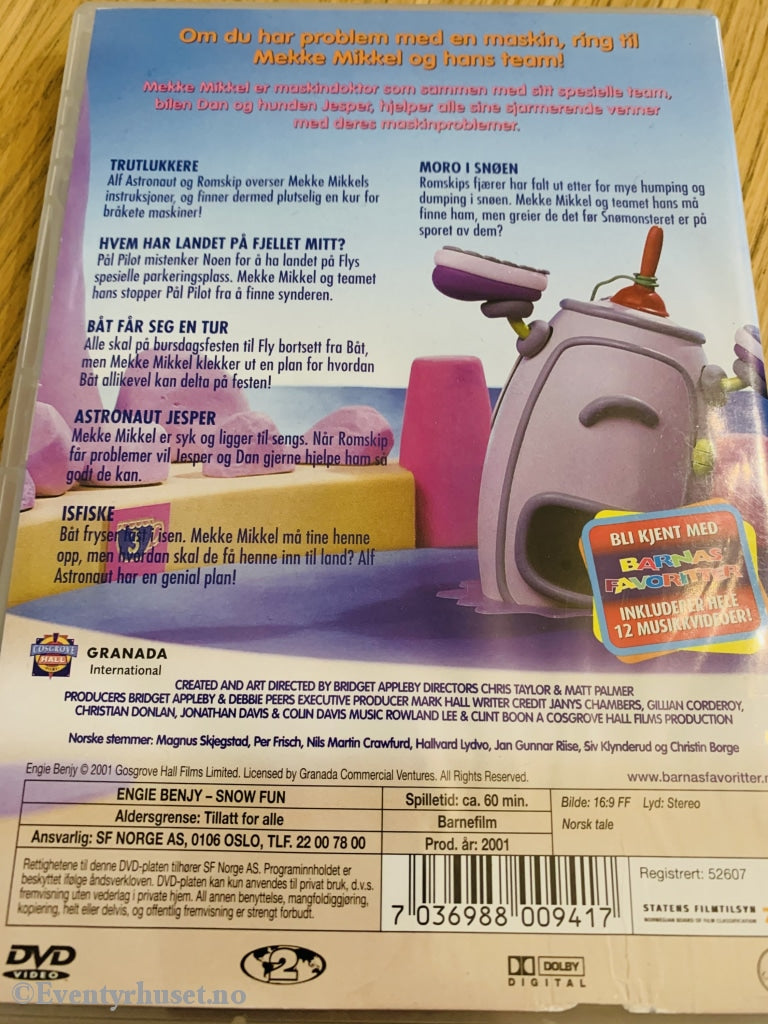 Om du har problem med en maskin, ring til
Mekke Mikkel og hans team!
Mekke Mikkel er maskindoktor som sammen med sitt spesielle team,
bilen Dan og hunden Jesper, hjelper alle sine sjarmerende venner
med deres maskinproblemer.
TRUTLUKKERE
Alf Astronaut og Romskip overser Mekke Mikkels
instruksjoner, og finner dermed plutselig en kur for
bråkete maskiner!
HVEM HAR LANDET PÅ FJELLET MITT?
Pål Pilot mistenker Noen for å ha landet på Flys
spesielle parkeringsplass. Mekke Mikkel og teamet
hans stopper Pål Pilot fra å finne synderen.
BÅT FÅR SEG EN TUR
Alle skal på bursdagsfesten til Fly bortsett fra Båt,
men Mekke Mikkel klekker ut en plan for hvordan
Båt allikevel kan delta på festen!
ASTRONAUT JESPER
Mekke Mikkel er syk og ligger til sengs. Når Romskip
får problemer vil Jesper og Dan gjerne hjelpe ham så
godt de kan.
ISFISKE
Båt fryser fast i isen. Mekke Mikkel må tine henne
opp, men hvordan skal de få henne inn til land? Alf
Astronaut har en genial plan!
MORO I SNØEN
Romskips fjærer har falt ut etter for mye humping og
dumping i snøen. Mekke Mikkel og teamet hans må
finne ham, men greier de det før Snømonsteret er på
sporet av dem?
3
BLI KJENT MED
BARNAS
FAVORITTER
INKLUDERER HELE
12 MUSIKKVIDEOER!
COSGROVE
HALL
FILMS
GRANADA
International
CREATED AND ART DIRECTED BY BRIDGET APPLEBY DIRECTORS CHRIS TAYLOR & MATT PALMER
PRODUCERS BRIDGET APPLEBY & DEBBIE PEERS EXECUTIVE PRODUCER MARK HALL WRITER CREDIT JANYS CHAMBERS, GILLIAN CORDEROY,
CHRISTIAN DONLAN, JONATHAN DAVIS & COLIN DAVIS MUSIC ROWLAND LEE & CLINT BOON A COSGROVE HALL FILMS PRODUCTION
Norske stemmer: Magnus Skjegstad, Per Frisch, Nils Martin Crawfurd, Hallvard Lydvo, Jan Gunnar Riise, Siv Klynderud og Christin Borge
Engie Benjy © 2001 Gosgrove Hall Films Limited. Licensed by Granada Commercial Ventures. All Rights Reserved.
www.barnasfavoritter.n
ENGIE BENJY – SNOW FUN
Aldersgrense: Tillatt for alle
Ansvarlig: SF NORGE AS, 0106 OSLO, TLF. 22 00 78 00
Spilletid: ca. 60 min.
Barnefilm
Prod. år: 2001
Bilde: 16:9 FF Lyd: Stereo
Norsk tale
Rettighetene til denne DVD-platen tilhører SF Norge AS. Programinnholdet er
beskyttet ifølge åndsverkloven. DVD-platen kan kun anvendes til privat bruk, d.v.s.
fremvisning uten vederlag i private hjem. All annen benyttelse, mangfoldiggjøring,
kopiering, helt eller delvis, og offentlig fremvisning er strengt forbudt.
7 036988 009417
Registrert: 52607
STATENS FILMTILSYN
NORWEGIAN BOARD OF FILM CLASSIFICATION
DVD
VIDEO
2
DOLBY
DIGITAL
©Eventyrhuset.no